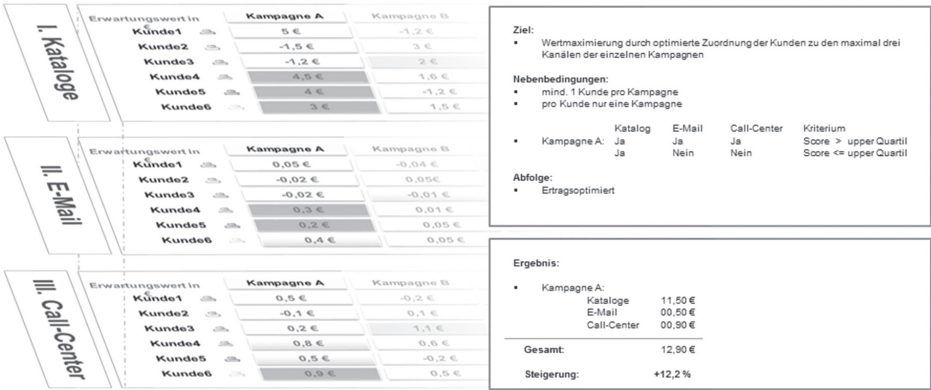 I. Kataloge
Erwartungswert in € Kampagne A Kampagne B
Kunde1 5 € -1,2 €
Kunde2 -1,5 € 3 €
Kunde3 -1,2 € 2 €
Kunde4 4,5 € 1,6 €
Kunde5 4 € -1,2 €
Kunde6 3 € 1,5 €
II. E-Mail
Erwartungswert in € Kampagne A Kampagne B
Kunde1 0,05 € -0,04 €
Kunde2 -0,02 € 0,05€
Kunde3 -0,02 € -0,01 €
Kunde4 0,3 € 0,01 €
Kunde5 0,2 € 0,05 €
Kunde6 0,4 € 0,05 €
III. Call-Center
Erwartungswert in € Kampagne A Kampagne B
Kunde1 0,5 € -0,2 €
Kunde2 -0,1 € 0,1 €
Kunde3 0,2 € 1,1 €
Kunde4 0,8 € 0,6 €
Kunde5 0,5 € -0,2 €
Kunde6 0,9 € 0,5 €
Ziel:
▪ Wertmaximierung durch optimierte Zuordnung der Kunden zu den maximal drei
Kanälen der einzelnen Kampagnen
Nebenbedingungen:
▪ mind. 1 Kunde pro Kampagne
▪ pro Kunde nur eine Kampagne
Katalog E-Mail Call-Center Kriterium
▪ Kampagne A: Ja Ja Ja Score > upper Quartil
Ja Nein Nein Score <= upper Quartil
Abfolge:
▪ Ertragsoptimiert
Ergebnis:
▪ Kampagne A:
Kataloge 11,50 €
E-Mail 00,50 €
Call-Center 00,90 €
Gesamt: 12,90 €
Steigerung: +12,2 %